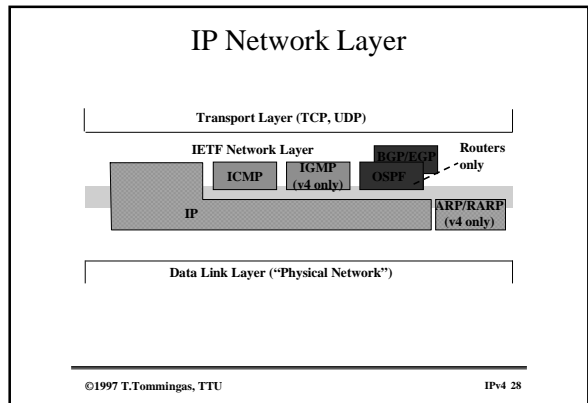 IP Network Layer
Transport Layer (TCP, UDP)
IETF Network Layer
Routers
only
BGP/EGP
ICMP
IGMP
(v4 only)
OSPF
IP
ARP/RARP
(v4 only)
Data Link Layer (“Physical Network”)
©1997 T.Tommingas, TTU
IPv4 28